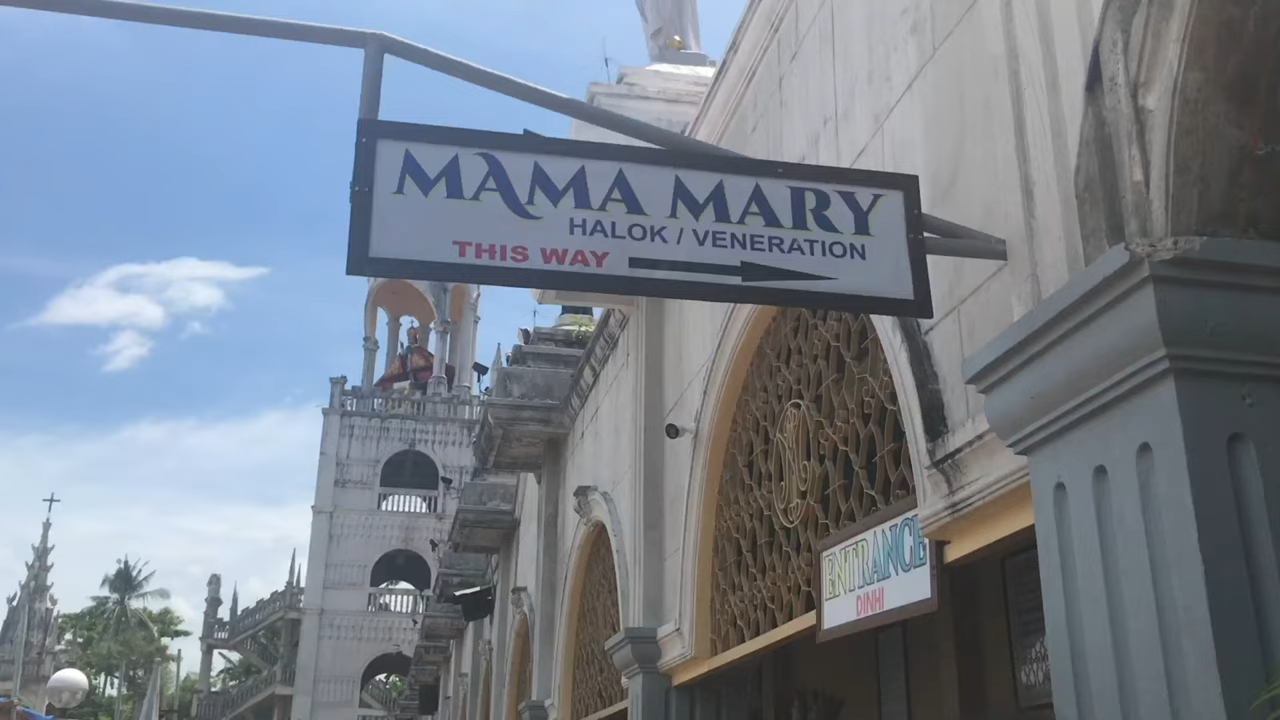 MAMA MARY
HALOK / VENERATION
THIS WAY
ENTRANCE
DINHI